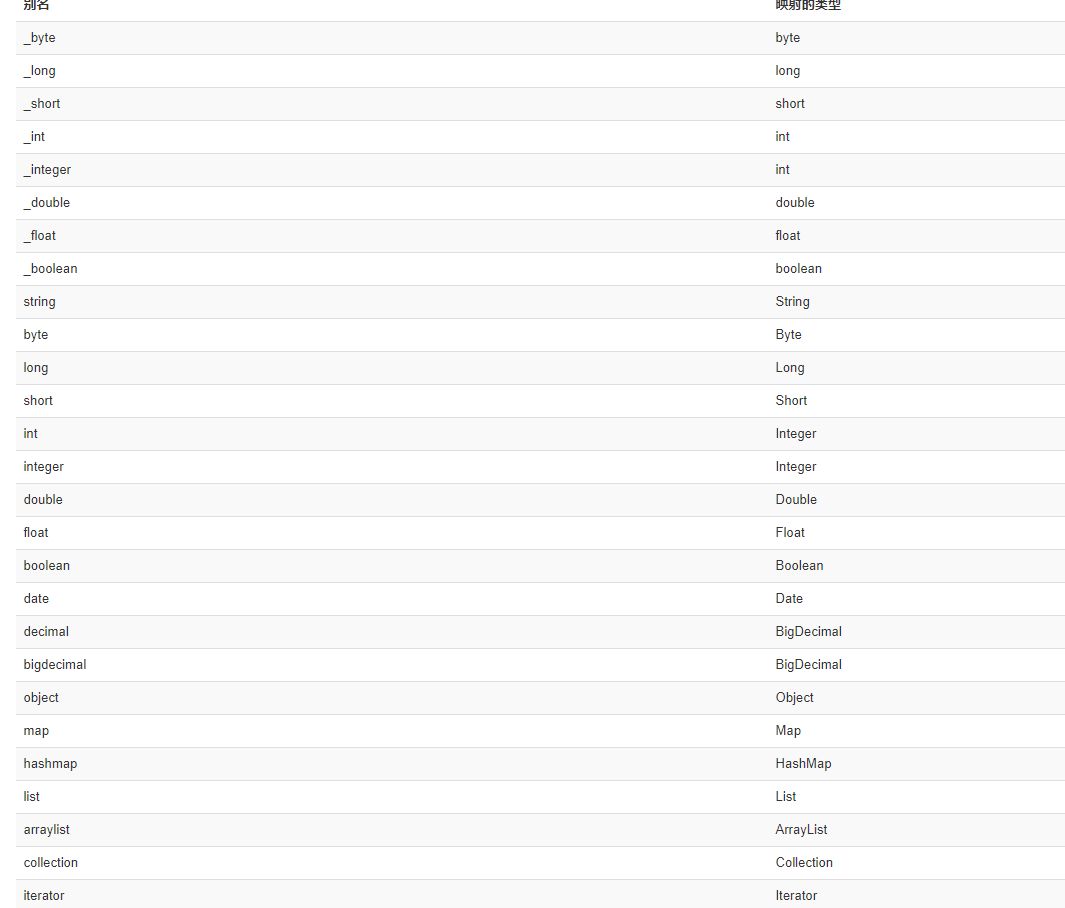 别名 映射的类型
_byte byte
_long long
_short short
_int int
_integer int
_double double
_float float
_boolean boolean
string String
byte Byte
long Long
short Short
int Integer
integer Integer
double Double
float Float
boolean Boolean
date Date
decimal BigDecimal
bigdecimal BigDecimal
object Object
map Map
hashmap HashMap
list List
arraylist ArrayList
collection Collection
iterator Iterator